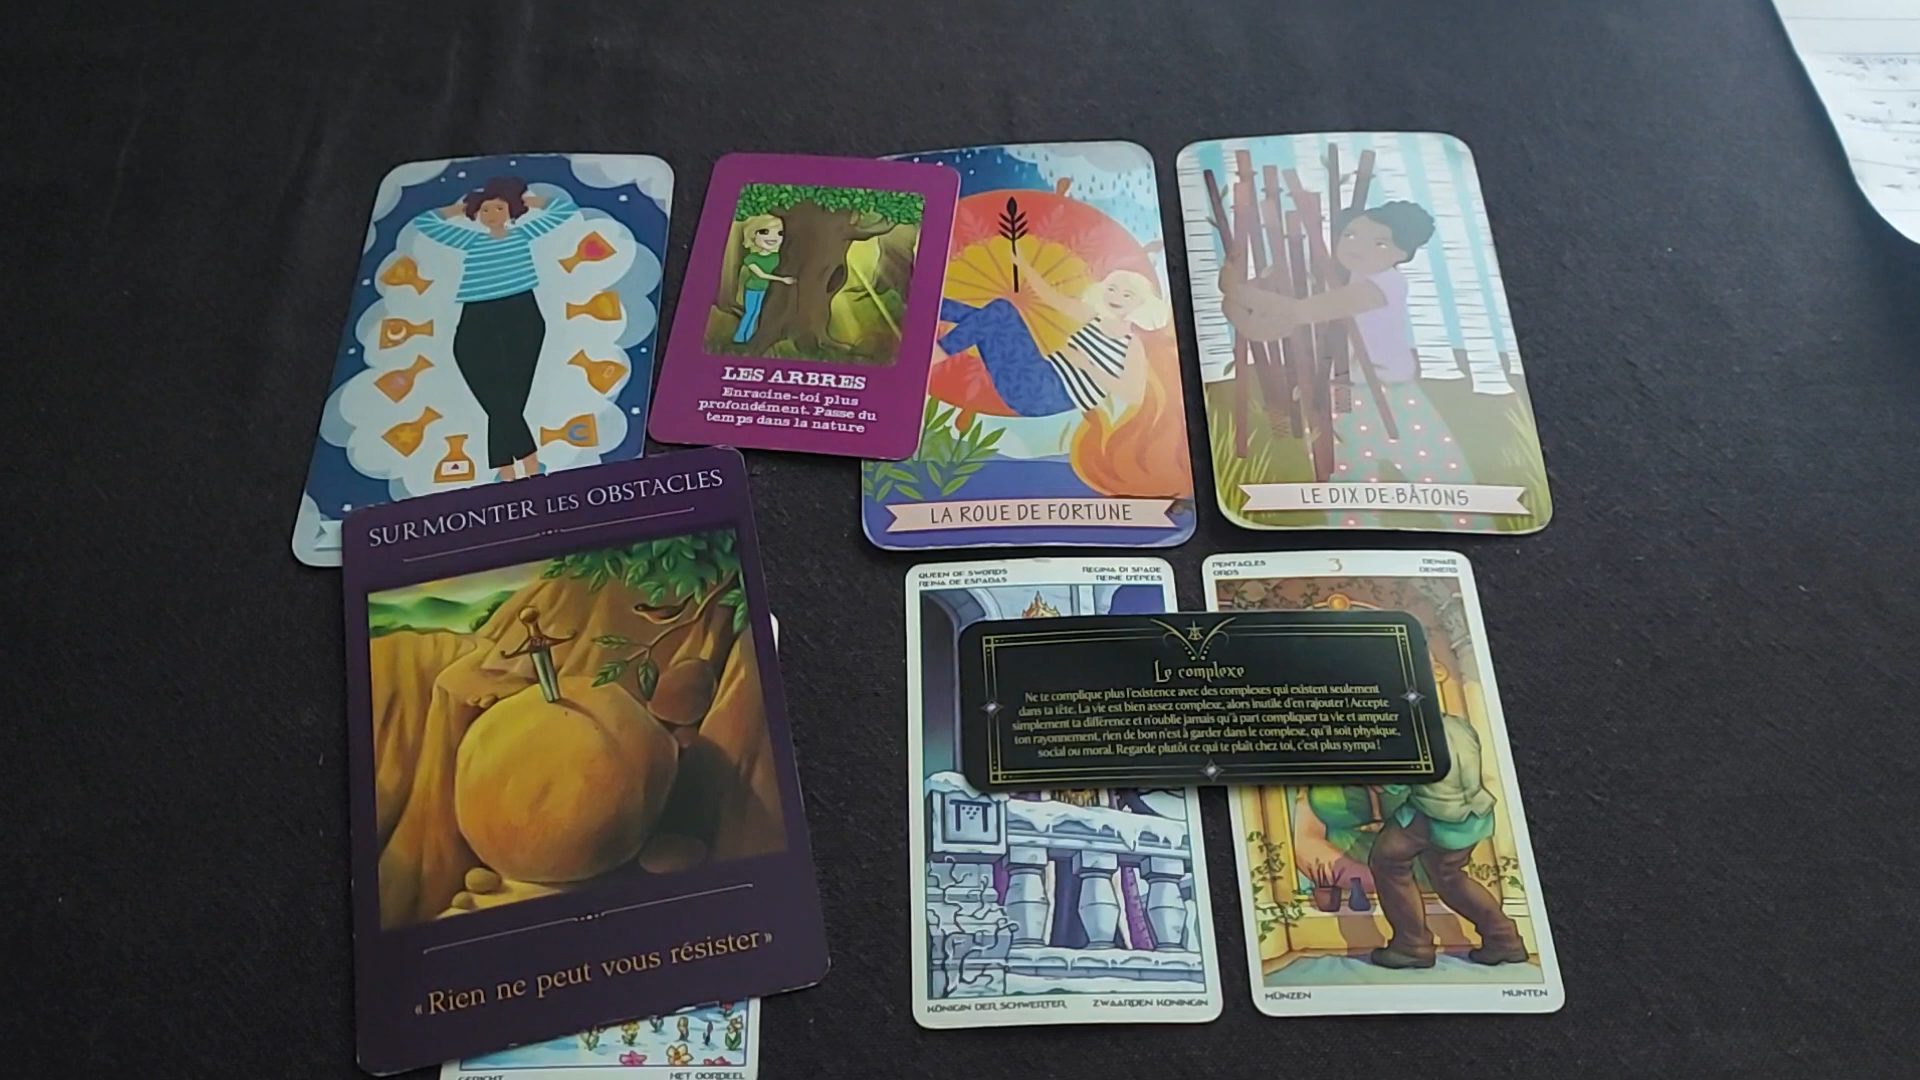 LES ARBRES
Enracine-toi plus
profondément. Passe du
temps dans la nature
LA ROUE DE FORTUNE
LE DIX DE BÂTONS
SURMONTER LES OBSTACLES
« Rien ne peut vous résister »
QUEEN OF SWORDS
REINA DE ESPADAS
REGINA DI SPADE
REINE D'ÉPÉES
KÖNIGIN DER SCHWERTER
ZWAARDEN KONINGIN
PENTACLES
OROS
3
DENARI
DENIERS
MÜNZEN
MUNTEN
Le complexe
Ne te complique plus l'existence avec des complexes qui existent seulement
dans ta tête. La vie est bien assez complexe, alors inutile d'en rajouter ! Accepte
simplement ta différence et n'oublie jamais qu'à part compliquer ta vie et amputer
ton rayonnement, rien de bon n'est à garder dans le complexe, qu'il soit physique,
social ou moral. Regarde plutôt ce qui te plaît chez toi, c'est plus sympa !
GERICHT
HET OORDEEL